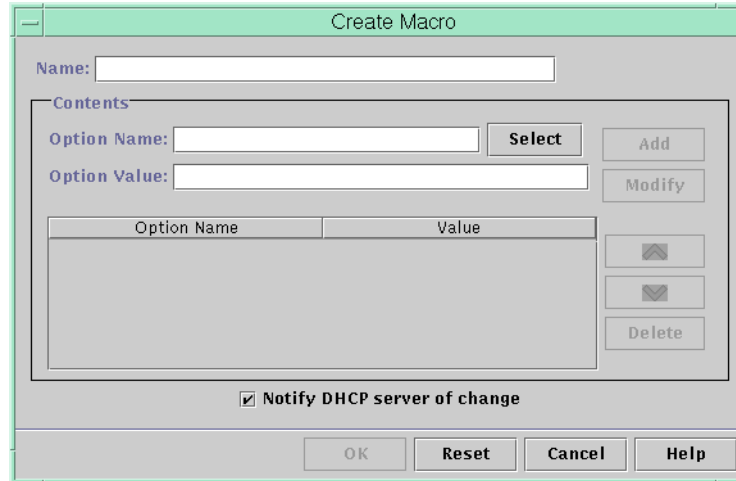 Create Macro
Name:
Contents
Option Name: Select Add
Option Value: Modify
Option Name Value
Delete
Notify DHCP server of change
OK Reset Cancel Help